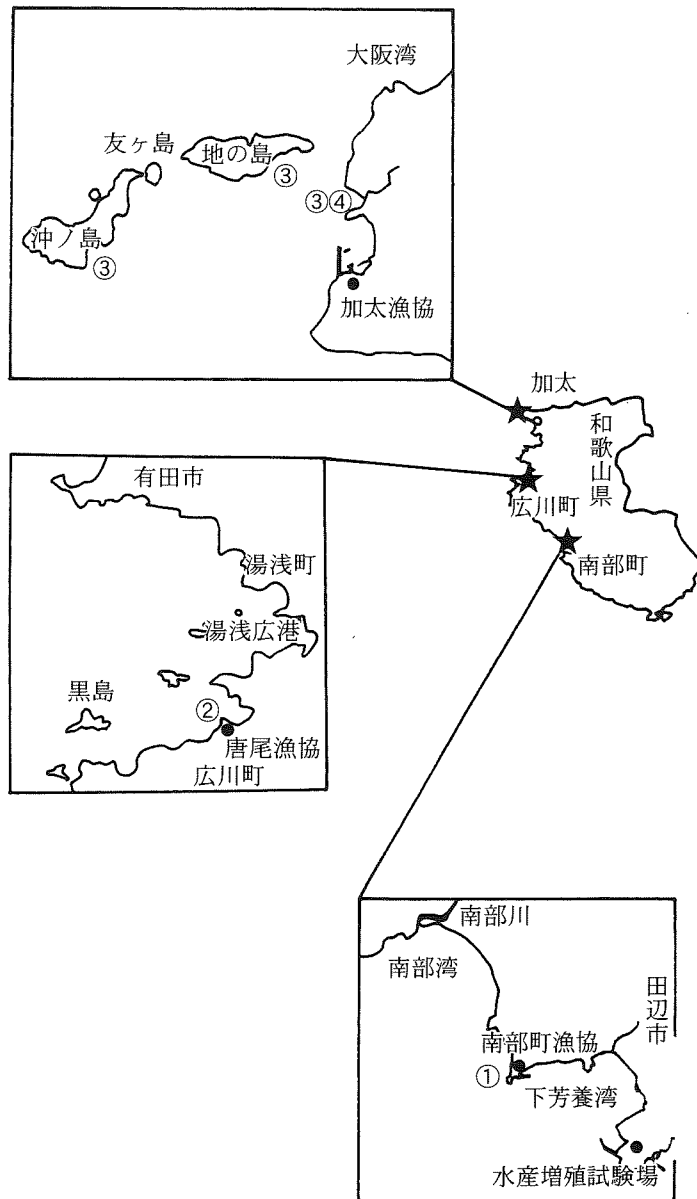 大阪湾
友ヶ島
地の島
③
③④
沖ノ島
③
加太漁協
加太
和歌山県
広川町
南部町
有田市
湯浅町
湯浅広港
黒島
②
唐尾漁協
広川町
南部川
南部湾
田辺市
南部町漁協
①
下芳養湾
水産増殖試験場